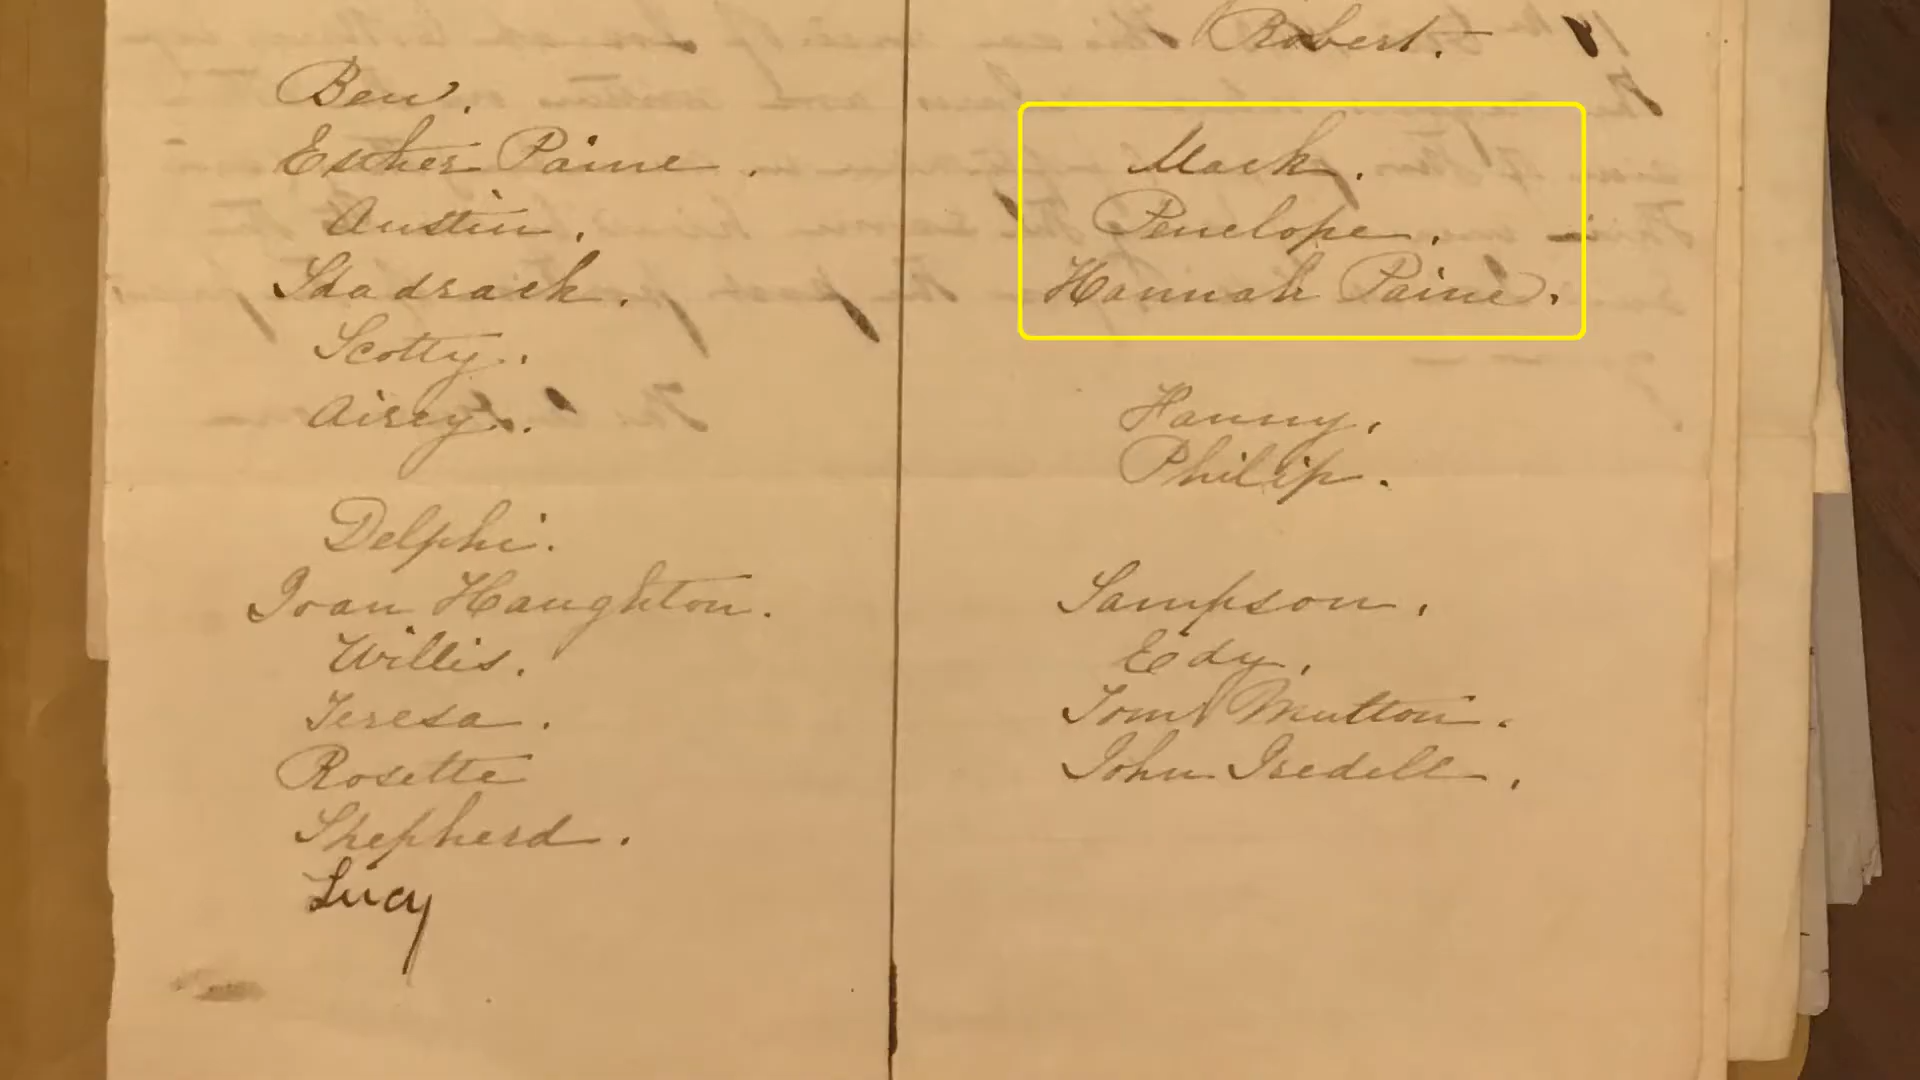 Ben.
Esther Paine.
Austin.
Shadrack.
Scotty.
Airey.
Delphi.
Joan Haughton.
Willis.
Teresa.
Rosette
Shepherd.
Lucy
Robert.
Mack.
Penelope.
Hannah Paine.
Fanny.
Philip.
Sampson.
Edy.
Tom Mutton.
John Iredell.